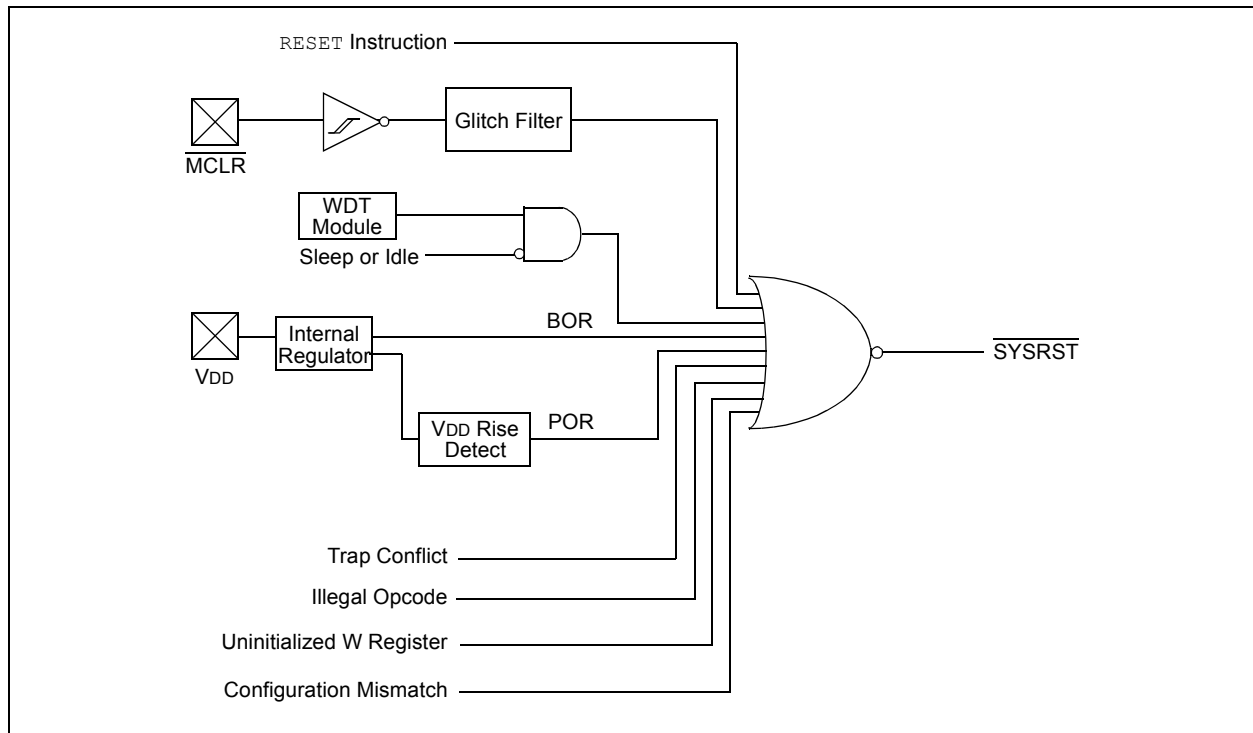 RESET Instruction
Glitch Filter
MCLR
WDT
Module
Sleep or Idle
BOR
Internal
Regulator
SYSRST
VDD
POR
VDD Rise
Detect
Trap Conflict
Illegal Opcode
Uninitialized W Register
Configuration Mismatch